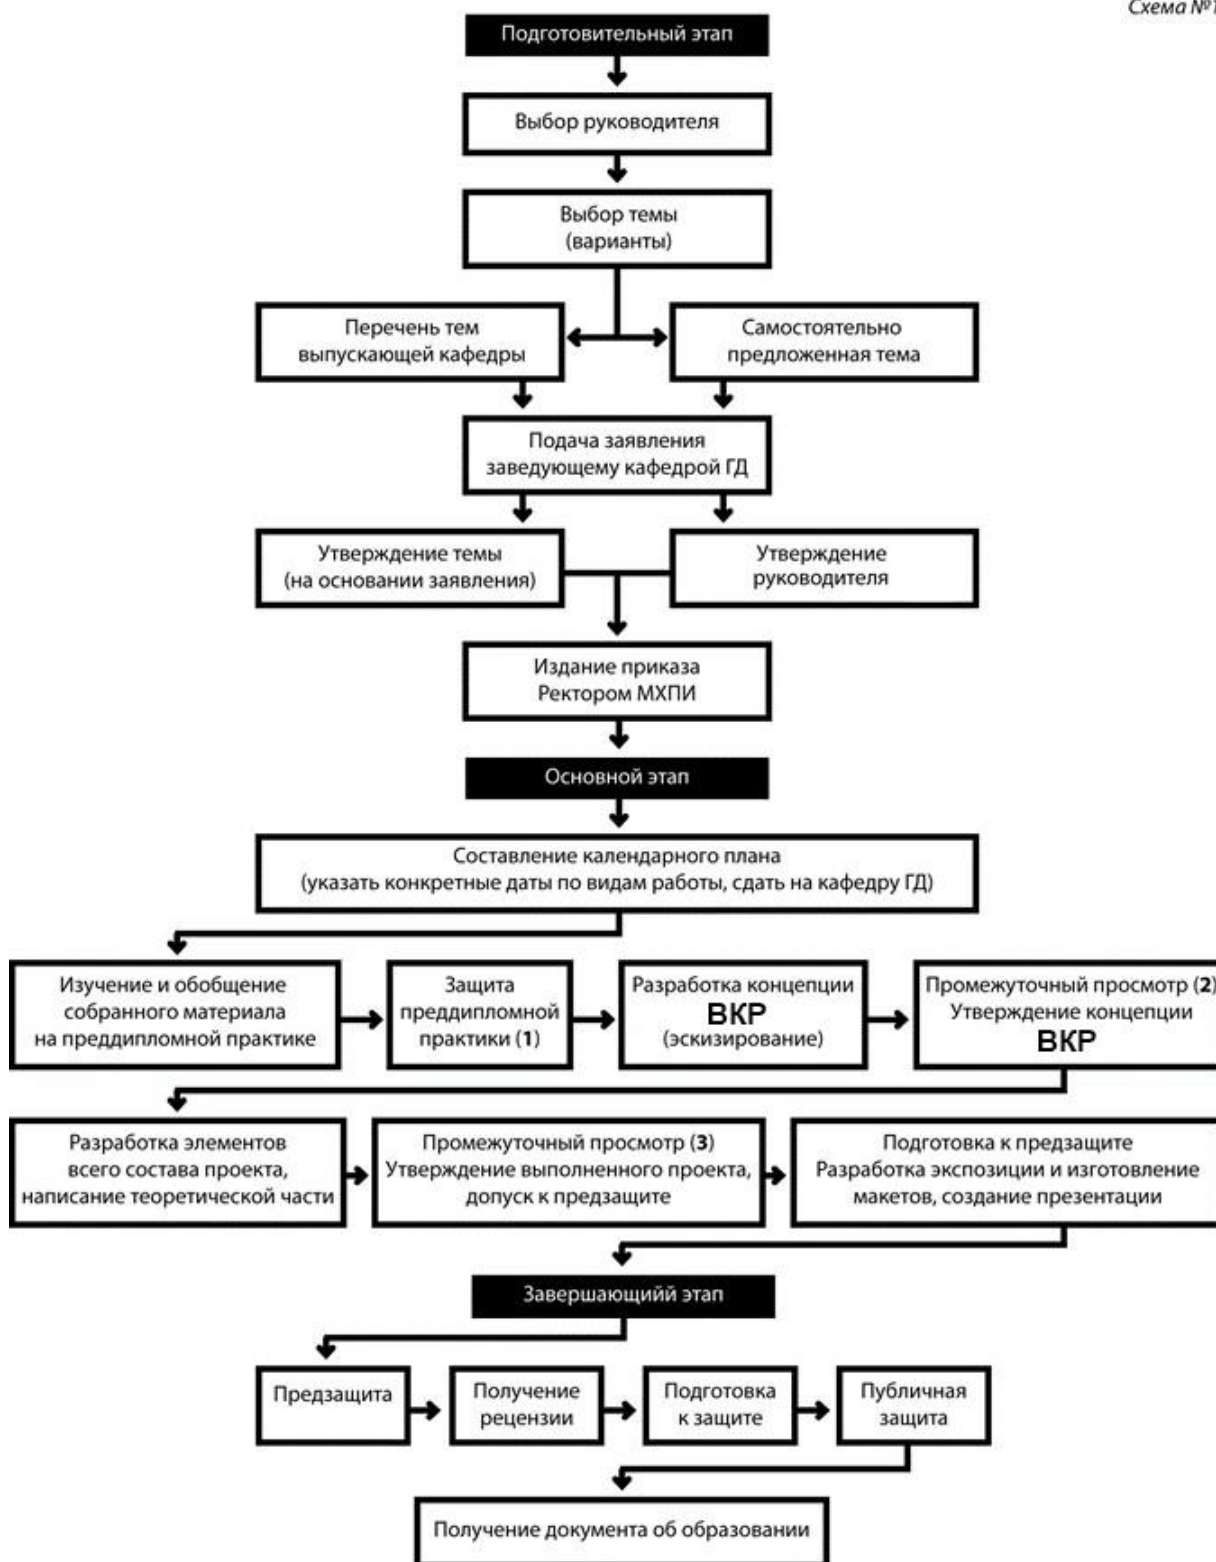 Схема №1
Подготовительный этап
Выбор руководителя
Выбор темы
(варианты)
Перечень тем
выпускающей кафедры
Самостоятельно
предложенная тема
Подача заявления
заведующему кафедрой ГД
Утверждение темы
(на основании заявления)
Утверждение
руководителя
Издание приказа
Ректором МХПИ
Основной этап
Составление календарного плана
(указать конкретные даты по видам работы, сдать на кафедру ГД)
Изучение и обобщение
собранного материала
на преддипломной практике
Защита
преддипломной
практики (1)
Разработка концепции
ВКР
(эскизирование)
Промежуточный просмотр (2)
Утверждение концепции
ВКР
Разработка элементов
всего состава проекта,
написание теоретической части
Промежуточный просмотр (3)
Утверждение выполненного проекта,
допуск к предзащите
Подготовка к предзащите
Разработка экспозиции и изготовление
макетов, создание презентации
Завершающийй этап
Предзащита
Получение
рецензии
Подготовка
к защите
Публичная
защита
Получение документа об образовании